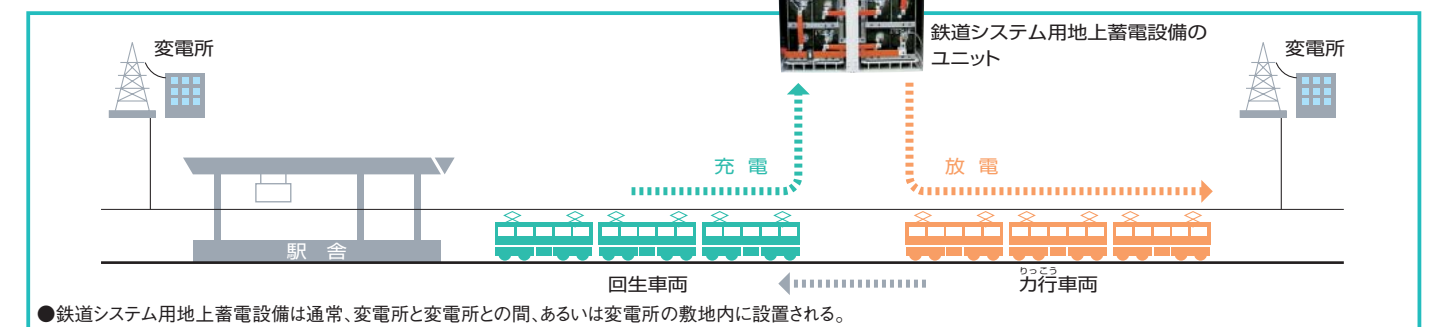 変電所
鉄道システム用地上蓄電設備の
ユニット
変電所
充電
放電
駅舎
回生車両
りっこう
力行車両
●鉄道システム用地上蓄電設備は通常、変電所と変電所との間、あるいは変電所の敷地内に設置される。